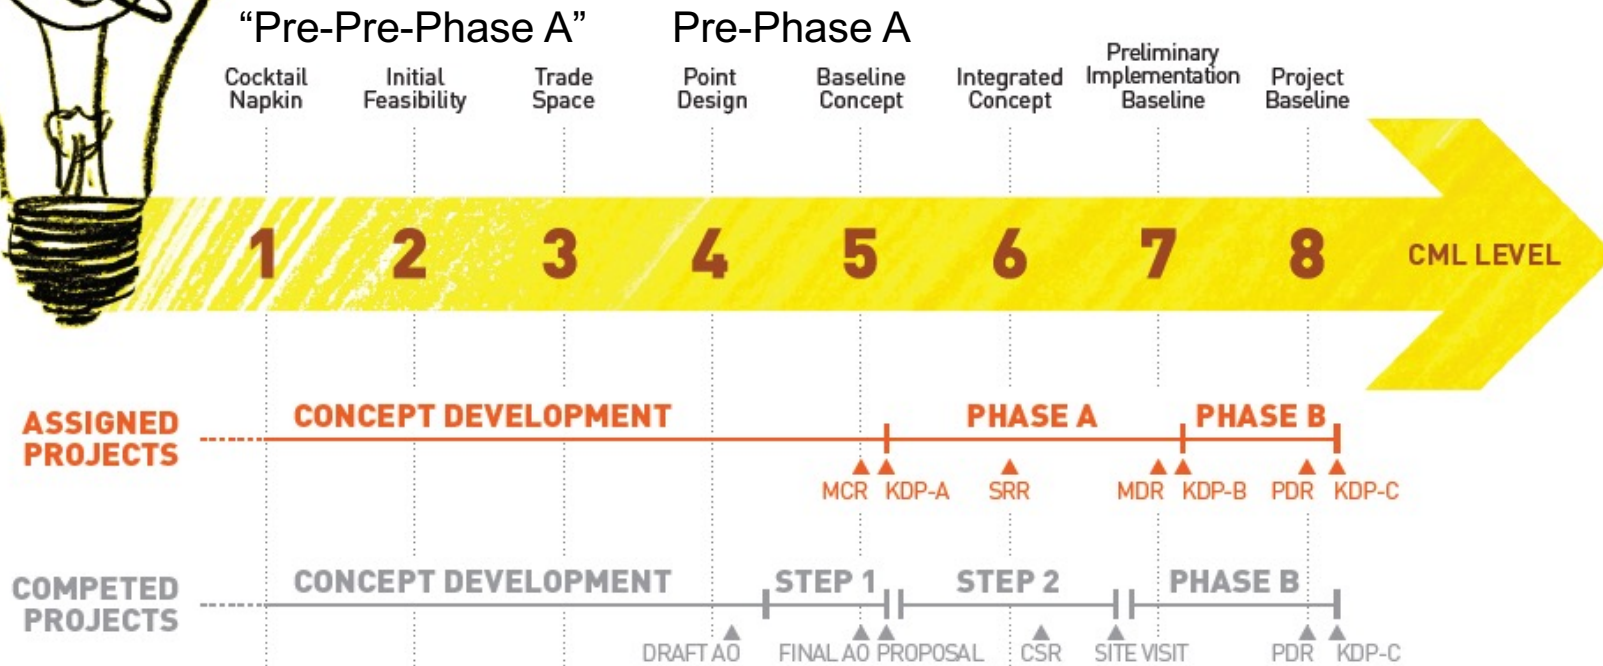 “Pre-Pre-Phase A” Pre-Phase A
Cocktail Napkin
Initial Feasibility
Trade Space
Point Design
Baseline Concept
Integrated Concept
Preliminary Implementation Baseline
Project Baseline
1 2 3 4 5 6 7 8 CML LEVEL
ASSIGNED PROJECTS
CONCEPT DEVELOPMENT PHASE A PHASE B
MCR KDP-A SRR MDR KDP-B PDR KDP-C
COMPETED PROJECTS
CONCEPT DEVELOPMENT STEP 1 STEP 2 PHASE B
DRAFT AO FINAL AO PROPOSAL CSR SITE VISIT PDR KDP-C